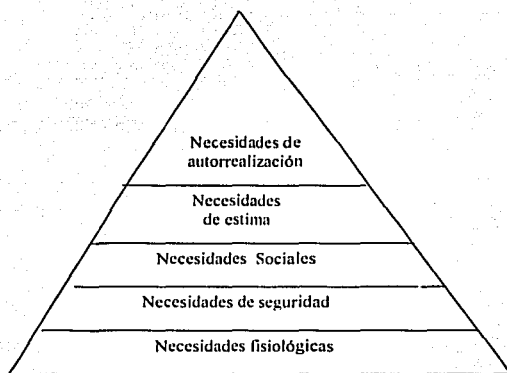 Necesidades de
autorrealización
Necesidades
de estima
Necesidades Sociales
Necesidades de seguridad
Necesidades fisiológicas